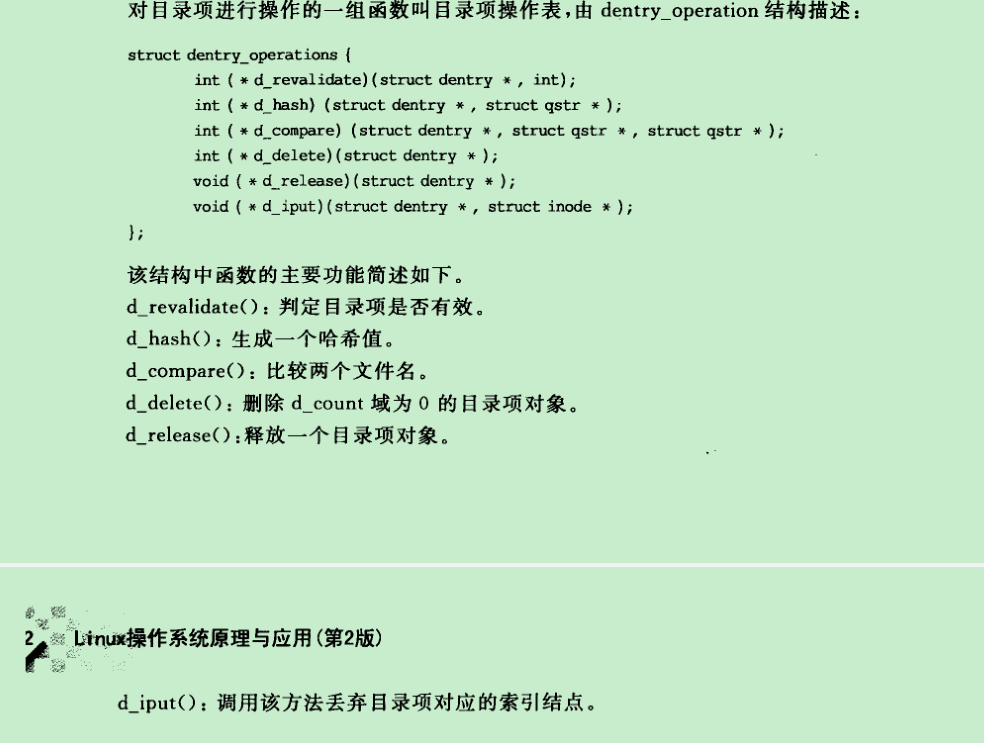 对目录项进行操作的一组函数叫目录项操作表,由 dentry_operation 结构描述:
struct dentry_operations {
int ( * d_revalidate)(struct dentry * , int);
int ( * d_hash) (struct dentry * , struct qstr * );
int ( * d_compare) (struct dentry * , struct qstr * , struct qstr * );
int ( * d_delete)(struct dentry * );
void ( * d_release)(struct dentry * );
void ( * d_iput)(struct dentry * , struct inode * );
};
该结构中函数的主要功能简述如下。
d_revalidate(): 判定目录项是否有效。
d_hash(): 生成一个哈希值。
d_compare(): 比较两个文件名。
d_delete(): 删除 d_count 域为 0 的目录项对象。
d_release():释放一个目录项对象。
2 Linux操作系统原理与应用(第2版)
d_iput(): 调用该方法丢弃目录项对应的索引结点。